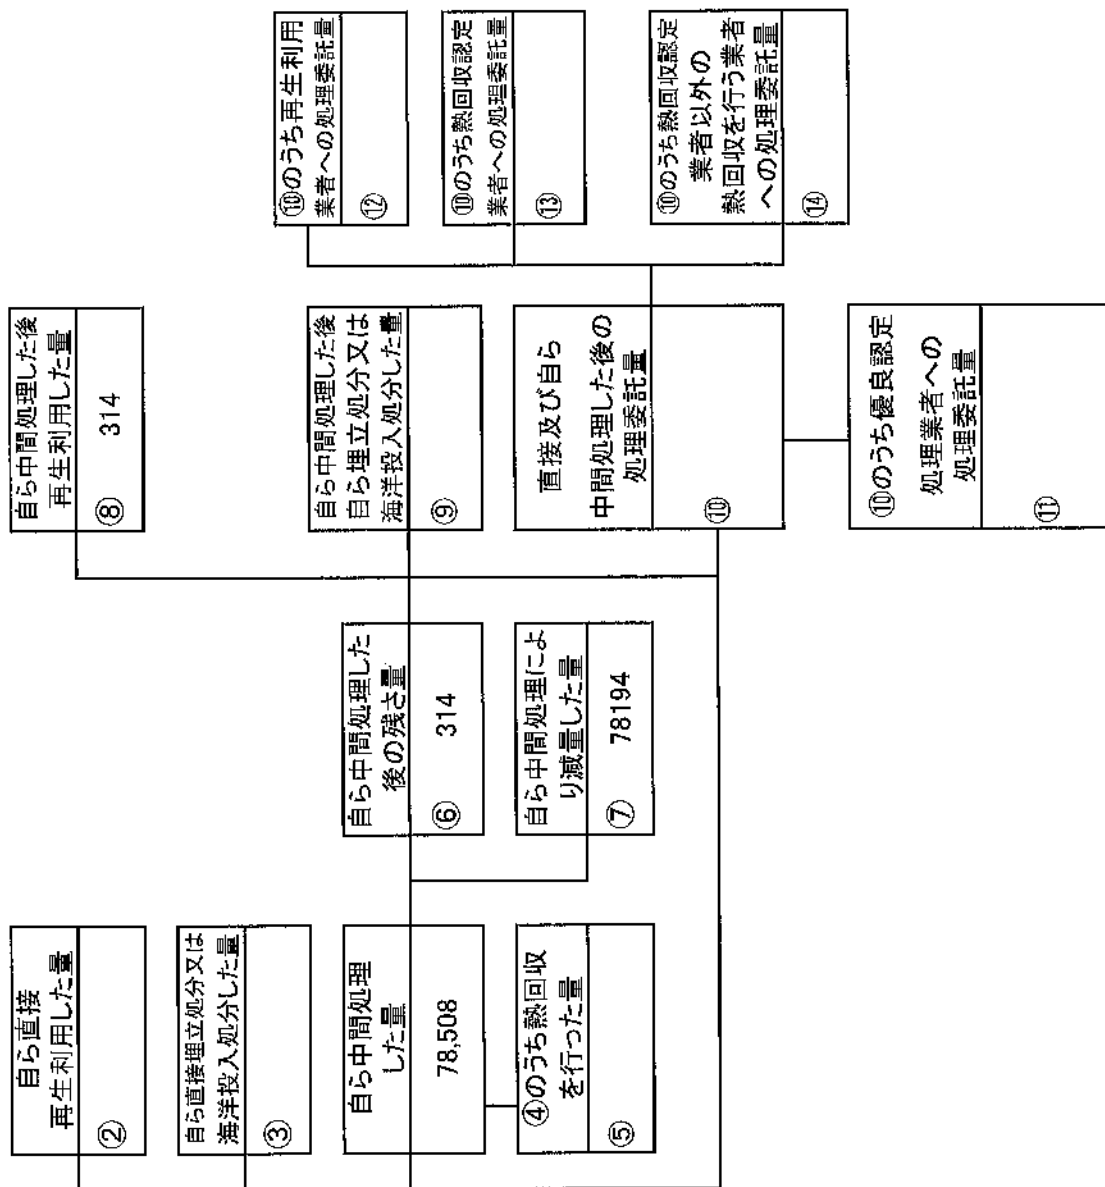 自ら直接
再生利用した量
②
自ら直接埋立処分又は
海洋投入処分した量
③
自ら中間処理
した量
78,508
④のうち熱回収
を行った量
⑤
自ら中間処理した
後の残さ量
⑥ 314
自ら中間処理によ
り減量した量
⑦ 78194
自ら中間処理した後
再生利用した量
⑧ 314
自ら中間処理した後
自ら埋立処分又は
海洋投入処分した量
⑨
直接及び自ら
中間処理した後の
処理委託量
⑩
⑩のうち優良認定
処理業者への
処理委託量
⑪
⑩のうち再生利用
業者への処理委託量
⑫
⑩のうち熱回収認定
業者への処理委託量
⑬
⑩のうち熱回収認定
業者以外の
熱回収を行う業者
への処理委託量
⑭